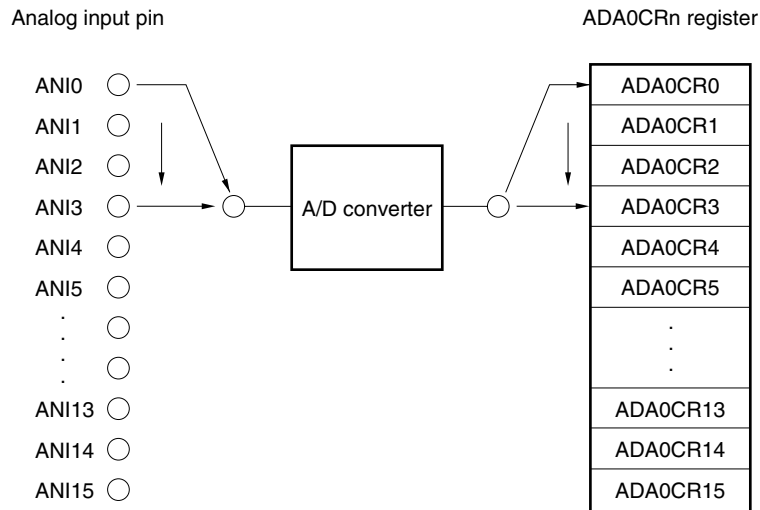 Analog input pin
ADA0CRn register
ANI0
ANI1
ANI2
ANI3
ANI4
ANI5
.
.
.
.
ANI13
ANI14
ANI15
A/D converter
ADA0CR0
ADA0CR1
ADA0CR2
ADA0CR3
ADA0CR4
ADA0CR5
.
.
.
ADA0CR13
ADA0CR14
ADA0CR15